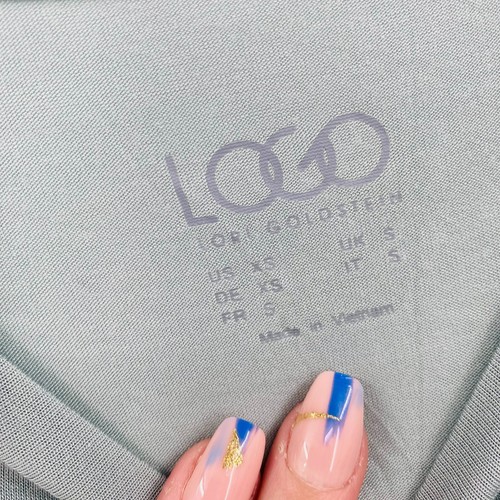 LOGO
LORI GOLDSTEIN
US XS UK S
DE XS IT S
FR S
Made in Vietnam